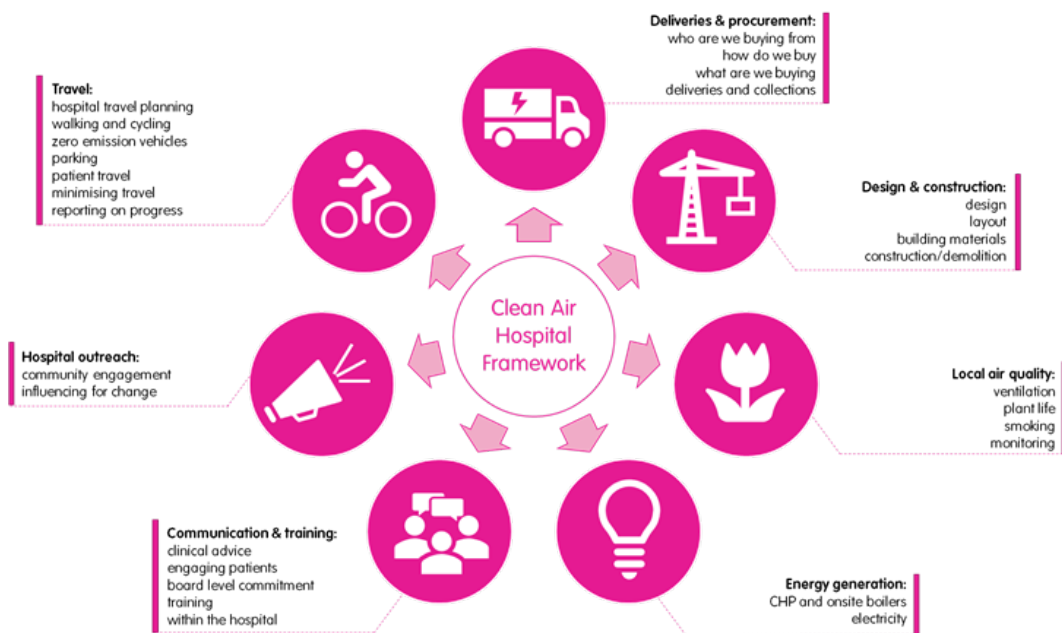 Deliveries & procurement:
who are we buying from
how do we buy
what are we buying
deliveries and collections
Travel:
hospital travel planning
walking and cycling
zero emission vehicles
parking
patient travel
minimising travel
reporting on progress
Design & construction:
design
layout
building materials
construction/demolition
Clean Air
Hospital
Framework
Hospital outreach:
community engagement
influencing for change
Local air quality:
ventilation
plant life
smoking
monitoring
Communication & training:
clinical advice
engaging patients
board level commitment
training
within the hospital
Energy generation:
CHP and onsite boilers
electricity